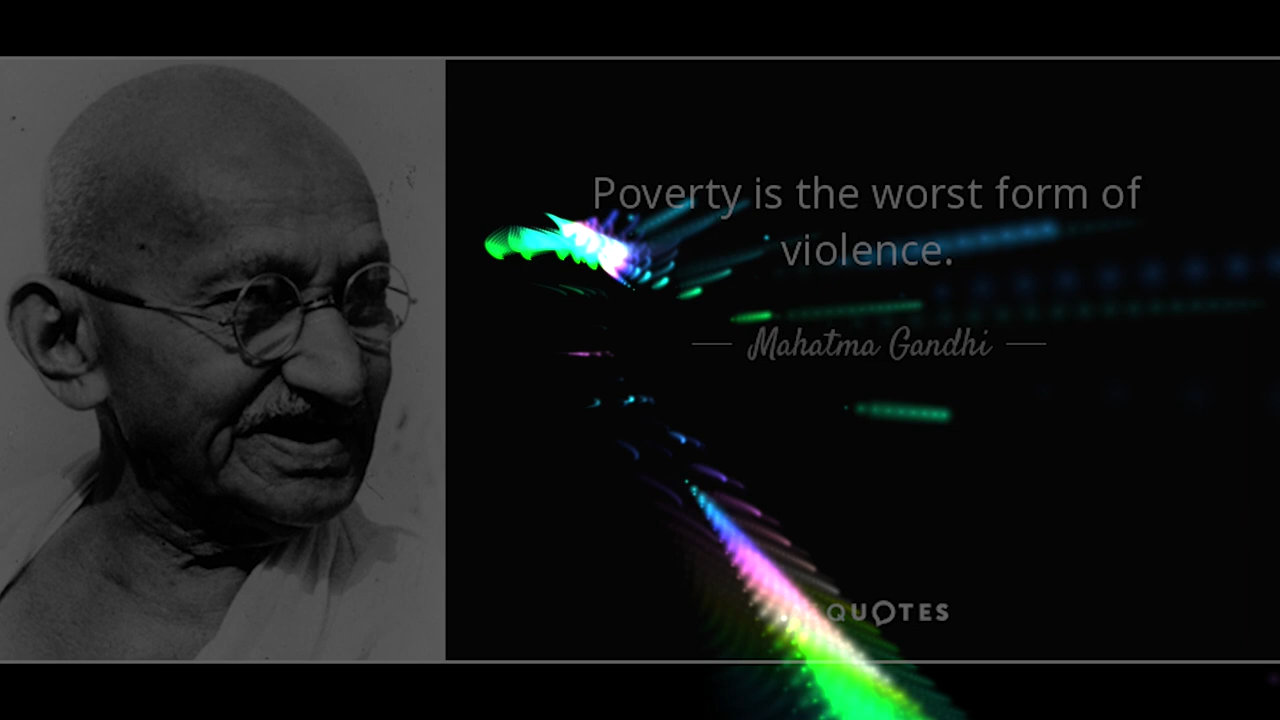 Poverty is the worst form of
violence.
Mahatma Gandhi
QUOTES